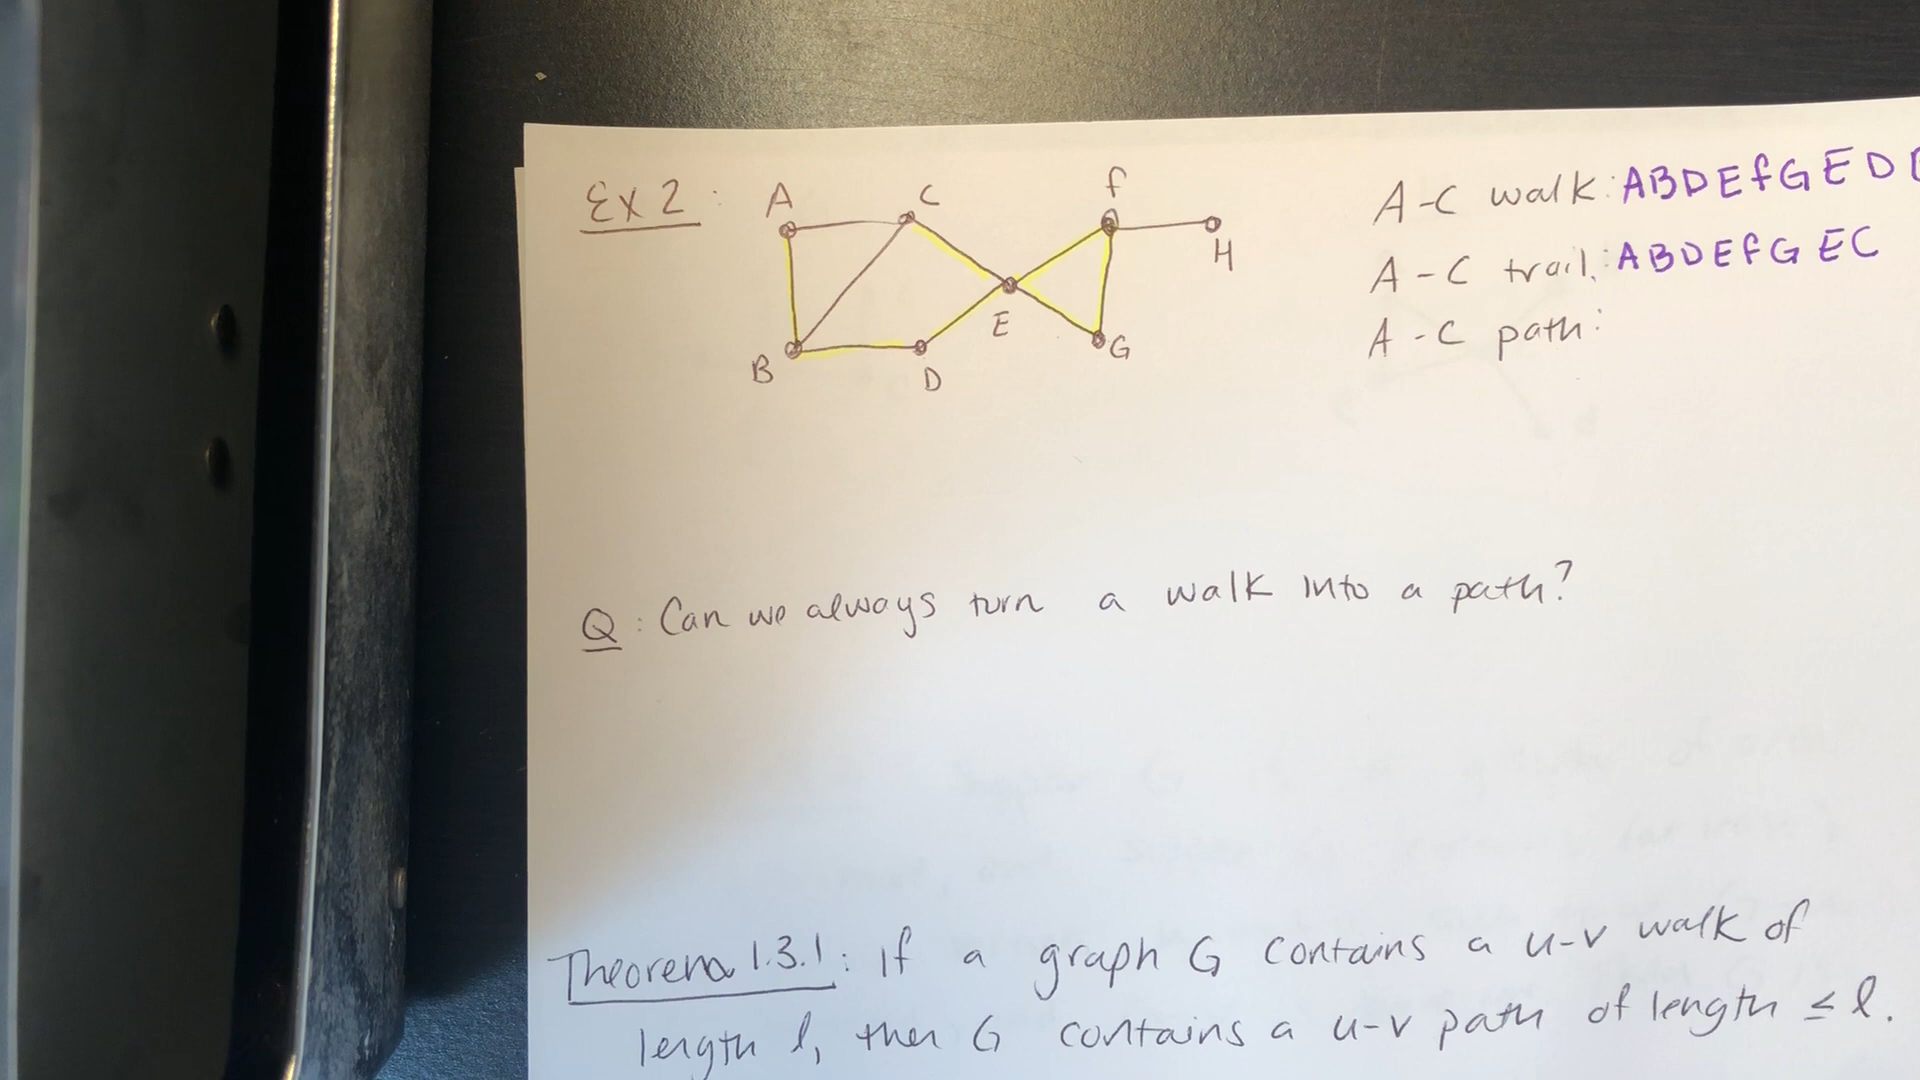 Ex 2:
A C f
H
E
G
B D
A-C walk: ABDEfGED
A-C trail: ABDEfGEC
A-C path:
Q: Can we always turn a walk into a path?
Theorem 1.3.1: If a graph G contains a u-v walk of
length l, then G contains a u-v path of length ≤ l.